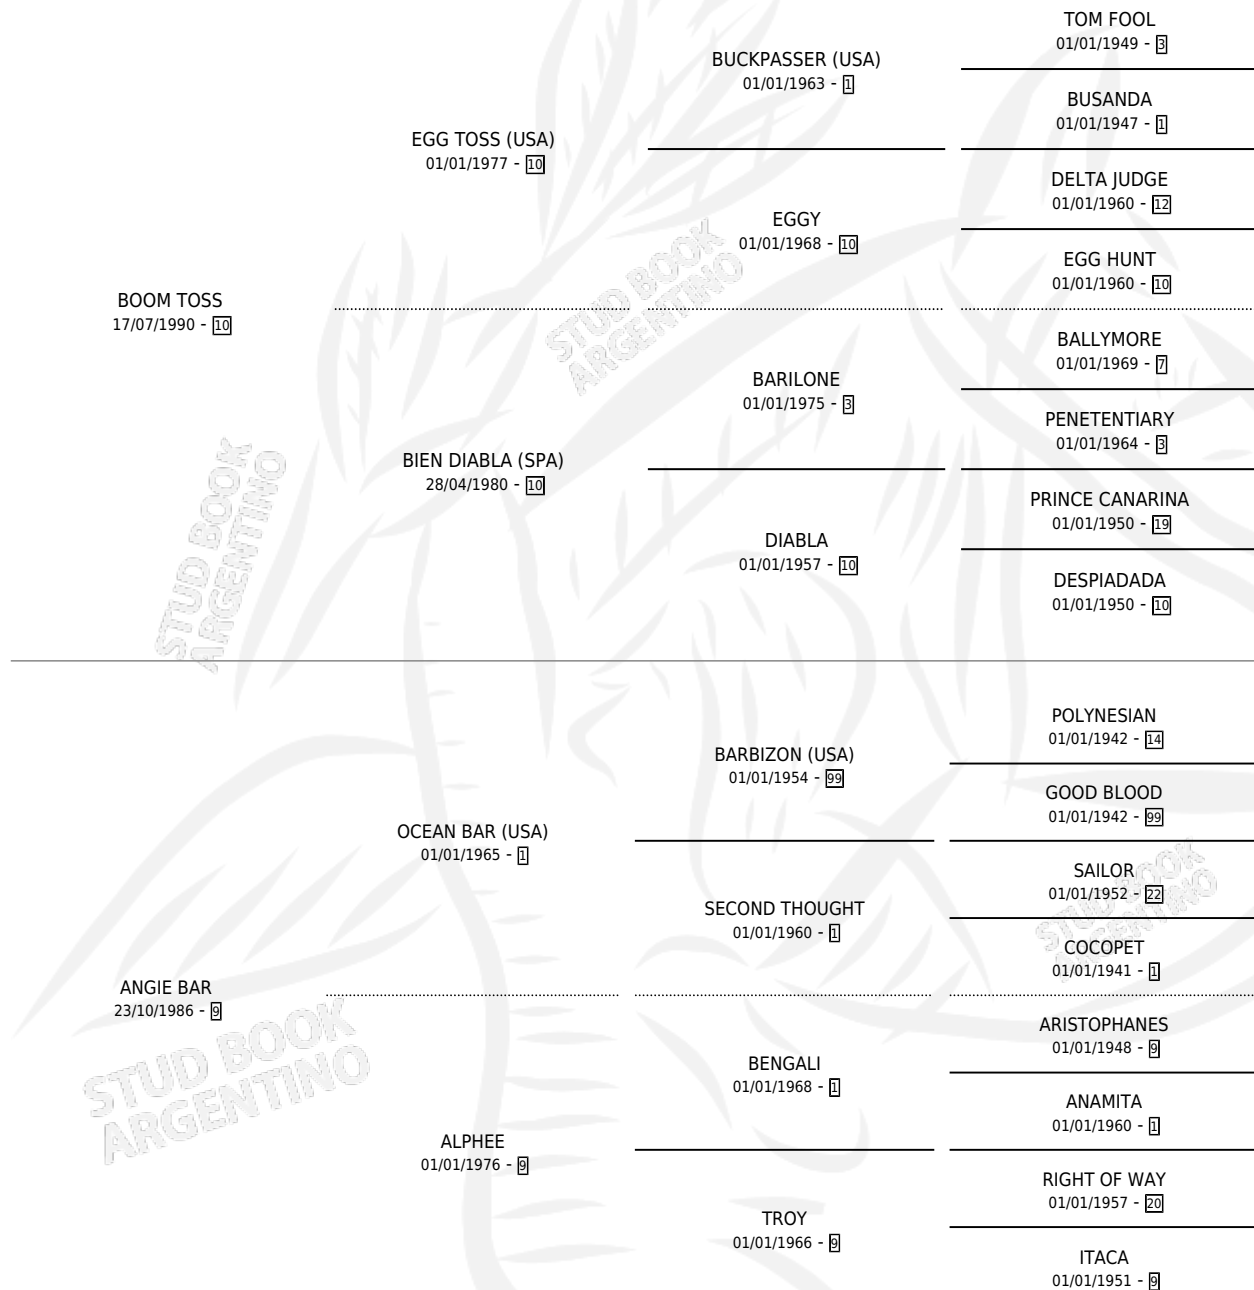 TOM FOOL
01/01/1949 - 3
BUCKPASSER (USA)
01/01/1963 - 1
BUSANDA
01/01/1947 - 1
EGG TOSS (USA)
01/01/1977 - 10
DELTA JUDGE
01/01/1960 - 12
EGGY
01/01/1968 - 10
EGG HUNT
01/01/1960 - 10
BOOM TOSS
17/07/1990 - 10
BALLYMORE
01/01/1969 - 7
BARILONE
01/01/1975 - 3
PENETENTIARY
01/01/1964 - 3
BIEN DIABLA (SPA)
28/04/1980 - 10
PRINCE CANARINA
01/01/1950 - 19
DIABLA
01/01/1957 - 10
DESPIADADA
01/01/1950 - 10
POLYNESIAN
01/01/1942 - 14
BARBIZON (USA)
01/01/1954 - 99
GOOD BLOOD
01/01/1942 - 99
OCEAN BAR (USA)
01/01/1965 - 1
SAILOR
01/01/1952 - 22
SECOND THOUGHT
01/01/1960 - 1
COCOPET
01/01/1941 - 1
ANGIE BAR
23/10/1986 - 9
ARISTOPHANES
01/01/1948 - 9
BENGALI
01/01/1968 - 1
ANAMITA
01/01/1960 - 1
ALPHEE
01/01/1976 - 9
RIGHT OF WAY
01/01/1957 - 20
TROY
01/01/1966 - 9
ITACA
01/01/1951 - 9
STUD BOOK
ARGENTINO
STUD BOOK
ARGENTINO
STUD BOOK
ARGENTINO
STUD BOOK
ARGENTINO